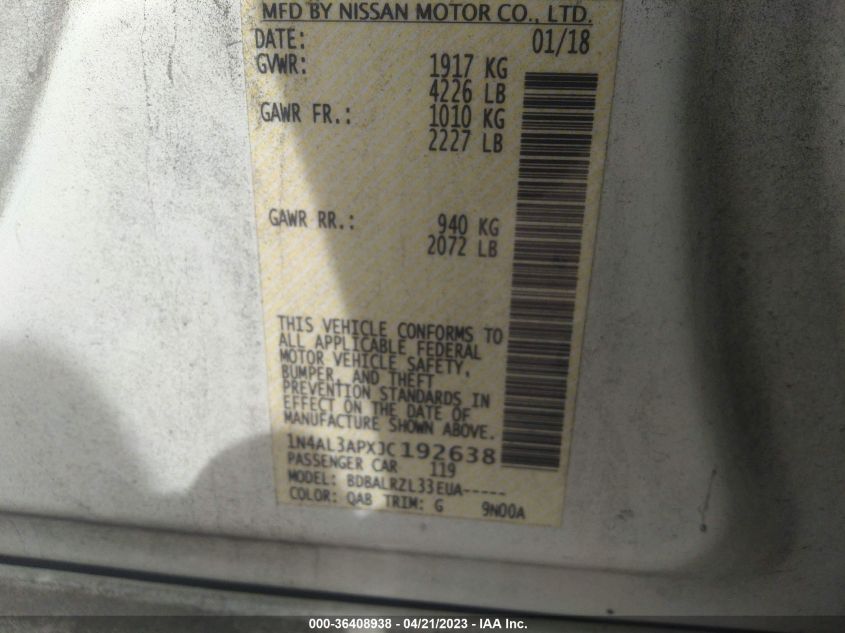 MFD BY NISSAN MOTOR CO., LTD.
DATE: 01/18
GVWR: 1917 KG
4226 LB
GAWR FR.: 1010 KG
2227 LB
GAWR RR.: 940 KG
2072 LB
THIS VEHICLE CONFORMS TO
ALL APPLICABLE FEDERAL
MOTOR VEHICLE SAFETY,
BUMPER, AND THEFT
PREVENTION STANDARDS IN
EFFECT ON THE DATE OF
MANUFACTURE SHOWN ABOVE.
1N4AL3APXJC192638
PASSENGER CAR 119
MODEL: BDBALRZL33EUA-----
COLOR: QAB TRIM: G 9N00A
000-36408938 - 04/21/2023 - IAA Inc.